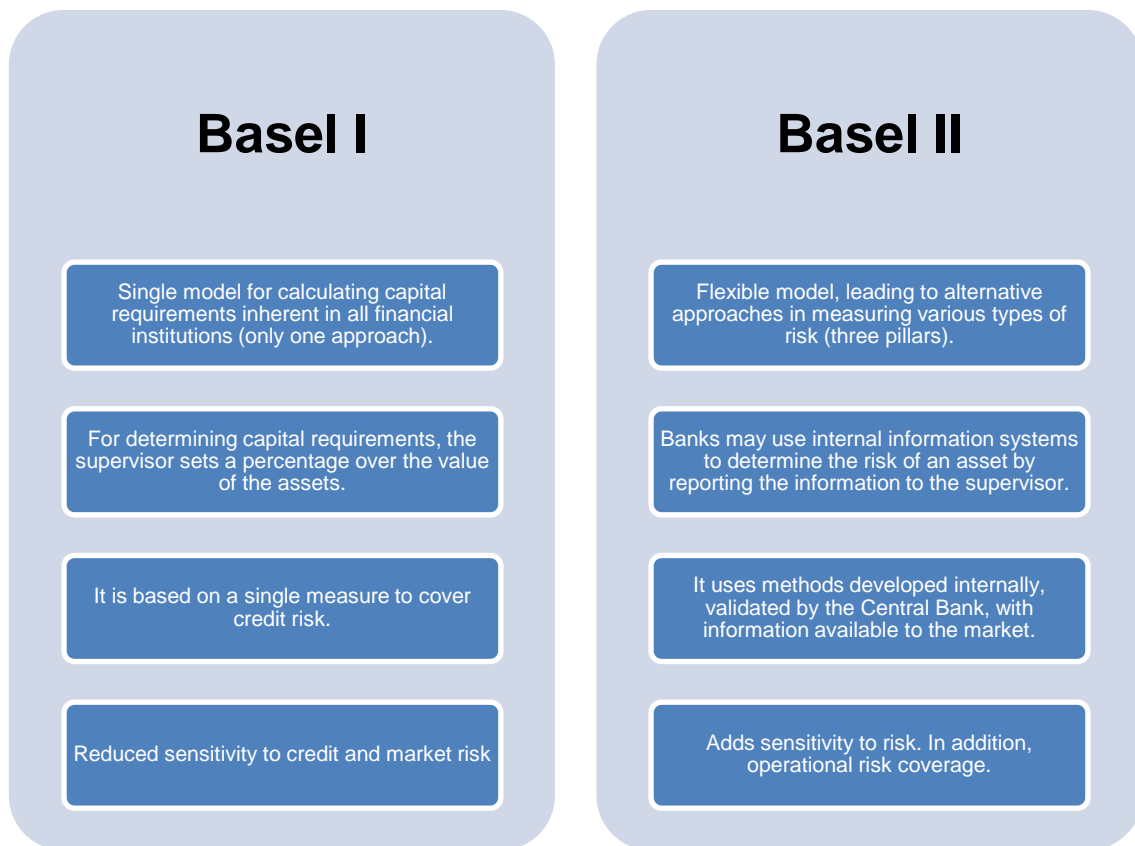 Basel I
Single model for calculating capital
requirements inherent in all financial
institutions (only one approach).
For determining capital requirements, the
supervisor sets a percentage over the value
of the assets.
It is based on a single measure to cover
credit risk.
Reduced sensitivity to credit and market risk
Basel II
Flexible model, leading to alternative
approaches in measuring various types of
risk (three pillars).
Banks may use internal information systems
to determine the risk of an asset by
reporting the information to the supervisor.
It uses methods developed internally,
validated by the Central Bank, with
information available to the market.
Adds sensitivity to risk. In addition,
operational risk coverage.